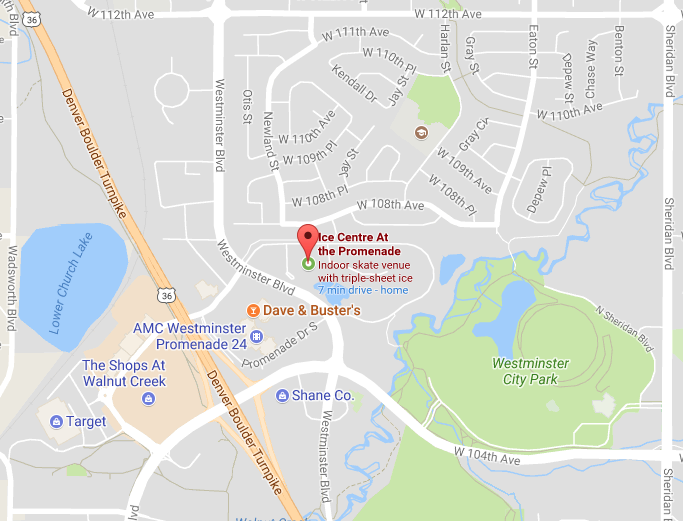 W 112th Ave
W 112th Ave
36
W 111th Ave
Harlan St
Gray St
Eaton St
Depew St
Chase Way
Benton St
Sheridan Blvd
W 110th Pl
Kendall Dr
Jay St
Denver Boulder Turnpike
Westminster Blvd
Otis St
Newland St
W 110th Ave
W 110th Ave
Gray Cir
W 109th Pl
Jay St
W 109th Ave
W 108th Pl
W 108th Pl
Depew Pl
W 108th Ave
Wadsworth Blvd
Lower Church Lake
Westminster Blvd
Ice Centre At
the Promenade
Indoor skate venue
with triple-sheet ice
7 min drive - home
Sheridan Blvd
36
Dave & Buster's
N Sheridan Blvd
AMC Westminster
Promenade 24
Promenade Dr S
The Shops At
Walnut Creek
Westminster
City Park
Denver Boulder Turnpike
Shane Co.
Target
Westminster Blvd
W 104th Ave
Sheridan Blvd
lvd